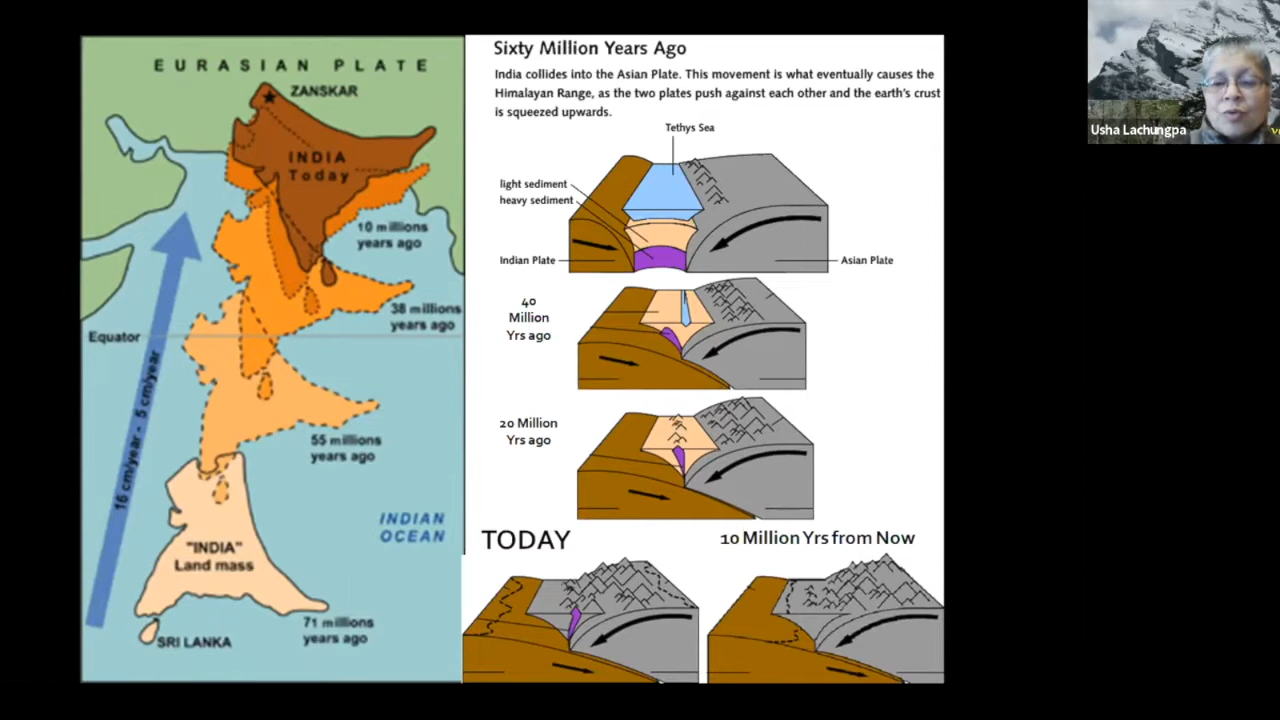 EURASIAN PLATE
ZANSKAR
INDIA
Today
10 millions
years ago
38 millions
years ago
Equator
16 cm/year - 5 cm/year
55 millions
years ago
INDIAN
OCEAN
"INDIA"
Land mass
71 millions
years ago
SRI LANKA
Sixty Million Years Ago
India collides into the Asian Plate. This movement is what eventually causes the
Himalayan Range, as the two plates push against each other and the earth's crust
is squeezed upwards.
Tethys Sea
light sediment
heavy sediment
Indian Plate
Asian Plate
40
Million
Yrs ago
20 Million
Yrs ago
TODAY
10 Million Yrs from Now
Usha Lachungpa